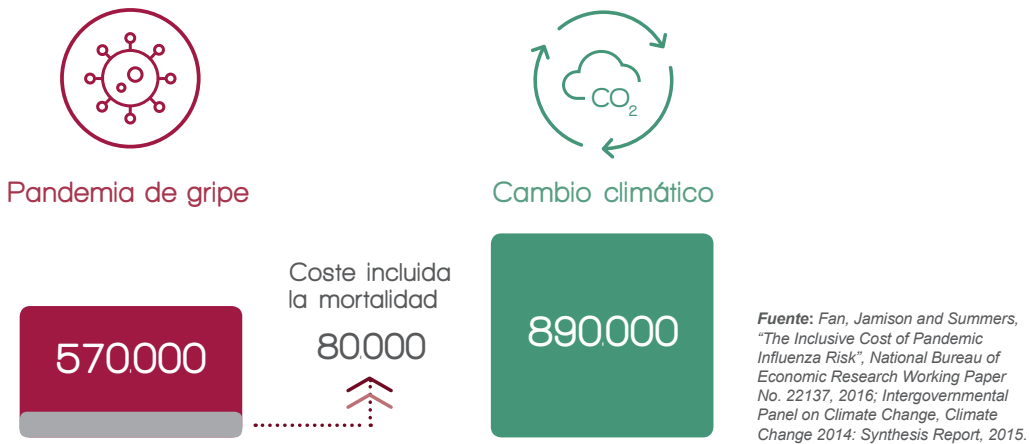 CO2
Pandemia de gripe
Cambio climático
Coste incluida
la mortalidad
80.000
570.000
890.000
Fuente: Fan, Jamison and Summers,
“The Inclusive Cost of Pandemic
Influenza Risk”, National Bureau of
Economic Research Working Paper
No. 22137, 2016; Intergovernmental
Panel on Climate Change, Climate
Change 2014: Synthesis Report, 2015.